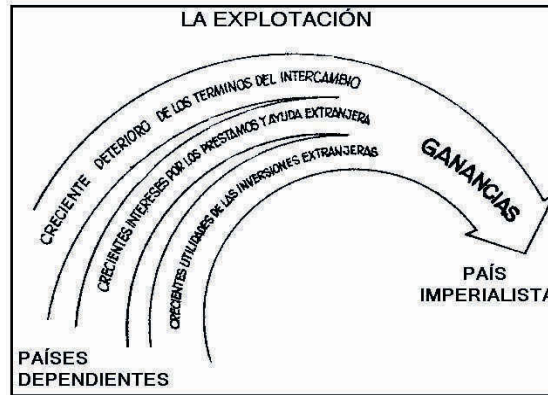 LA EXPLOTACIÓN
CRECIENTE DETERIORO DE LOS TERMINOS DEL INTERCAMBIO
CRECIENTES INTERESES POR LOS PRESTAMOS Y AYUDA EXTRANJERA
CRECIENTES UTILIDADES DE LAS INVERSIONES EXTRANJERAS
GANANCIAS
PAÍS
IMPERIALISTA
PAÍSES
DEPENDIENTES